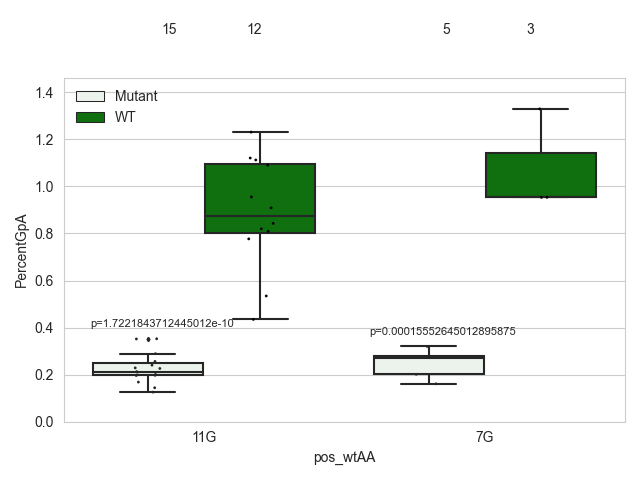 15 12 5 3
1.4
1.2
1.0
0.8
0.6
0.4
0.2
0.0
PercentGpA
Mutant
WT
p=1.7221843712445012e-10
p=0.00015552645012895875
11G 7G
pos_wtAA